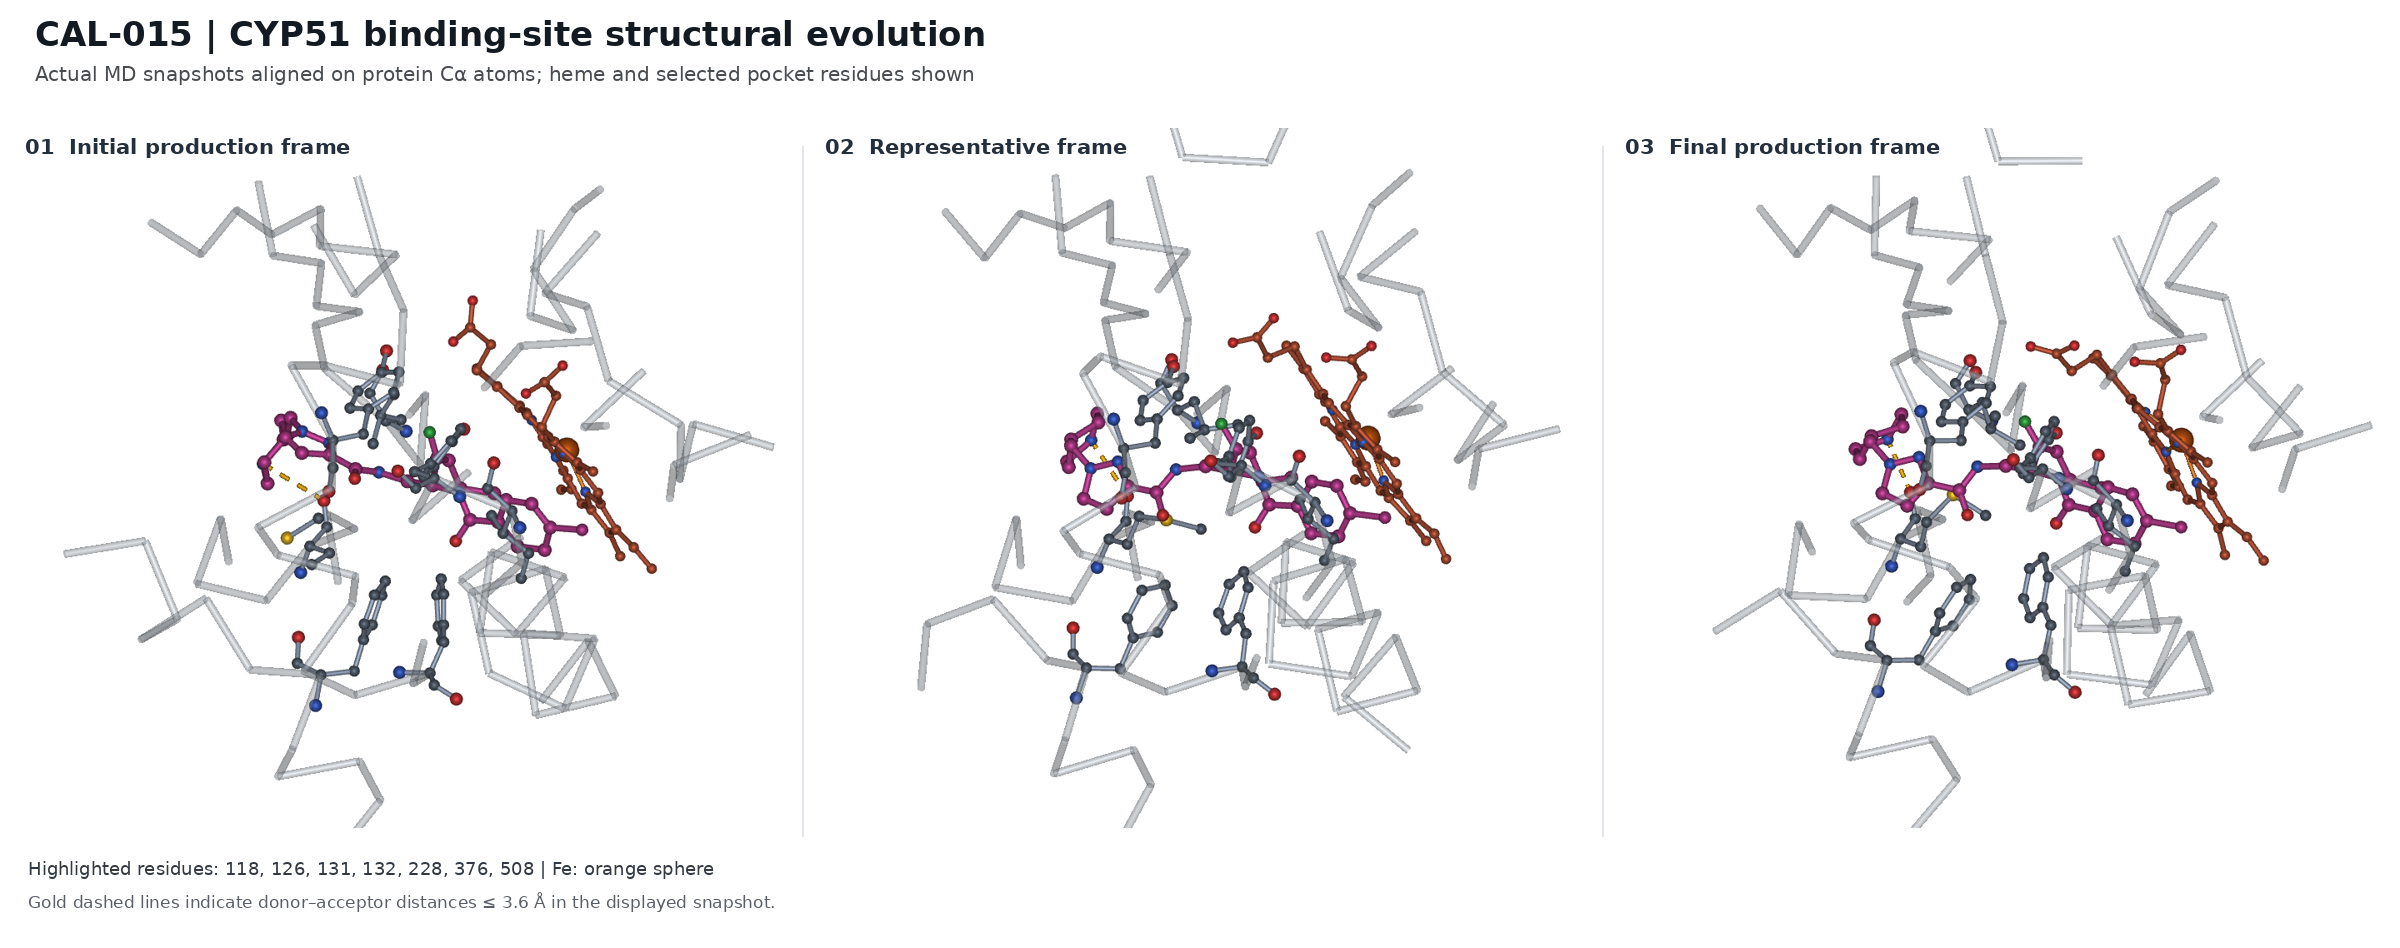 CAL-015 | CYP51 binding-site structural evolution
Actual MD snapshots aligned on protein Cα atoms; heme and selected pocket residues shown
01 Initial production frame
02 Representative frame
03 Final production frame
Highlighted residues: 118, 126, 131, 132, 228, 376, 508 | Fe: orange sphere
Gold dashed lines indicate donor–acceptor distances ≤ 3.6 Å in the displayed snapshot.